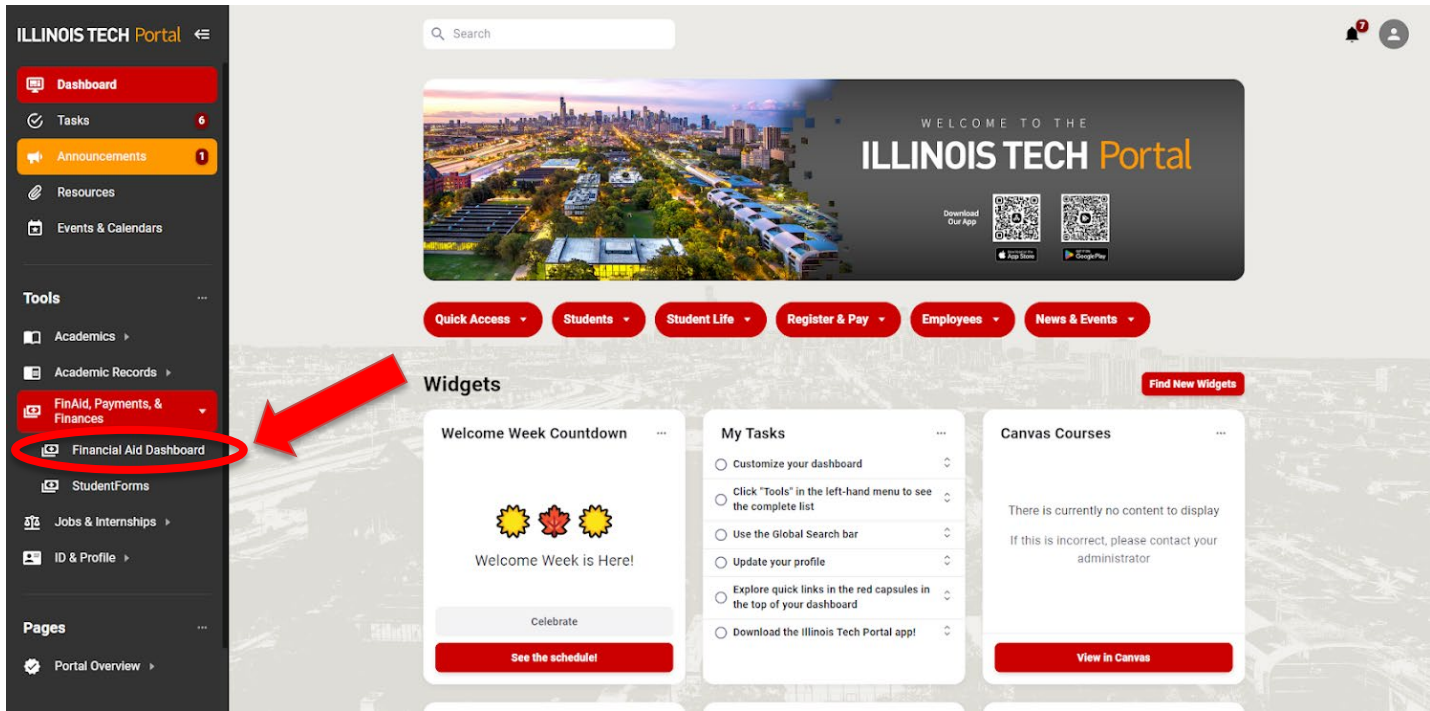 ILLINOIS TECH Portal
Search
7
Dashboard
Tasks
6
Announcements
1
Resources
Events & Calendars
Tools
Academics
Academic Records
FinAid, Payments, &
Finances
Financial Aid Dashboard
StudentForms
Jobs & Internships
ID & Profile
Pages
Portal Overview
WELCOME TO THE
ILLINOIS TECH Portal
Download
Our App
App Store
Google Play
Quick Access
Students
Student Life
Register & Pay
Employees
News & Events
Widgets
Find New Widgets
Welcome Week Countdown
Welcome Week is Here!
Celebrate
See the schedule!
My Tasks
Customize your dashboard
Click "Tools" in the left-hand menu to see
the complete list
Use the Global Search bar
Update your profile
Explore quick links in the red capsules in
the top of your dashboard
Download the Illinois Tech Portal app!
Canvas Courses
There is currently no content to display
If this is incorrect, please contact your
administrator
View in Canvas